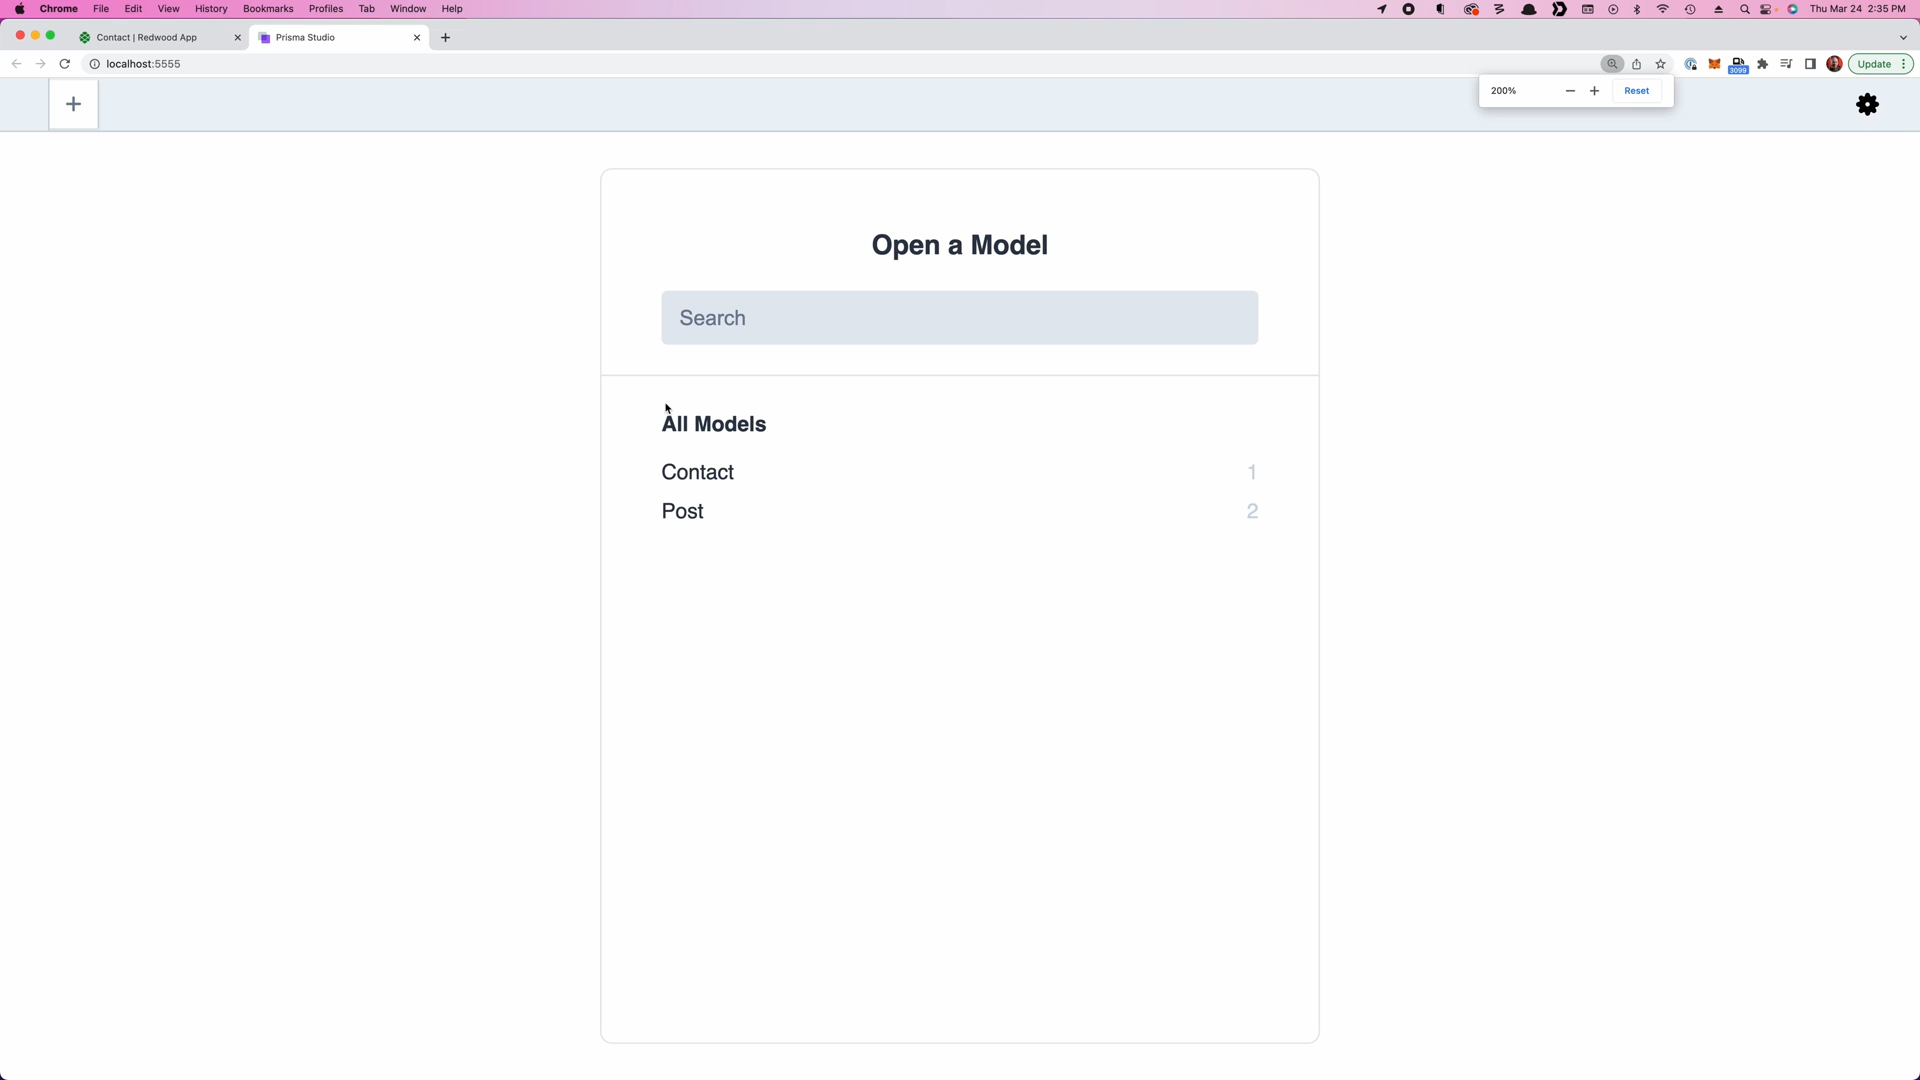 Chrome File Edit View History Bookmarks Profiles Tab Window Help Thu Mar 24 2:35 PM
Contact | Redwood App Prisma Studio
localhost:5555 3099 Update
200% Reset
Open a Model
Search
All Models
Contact 1
Post 2